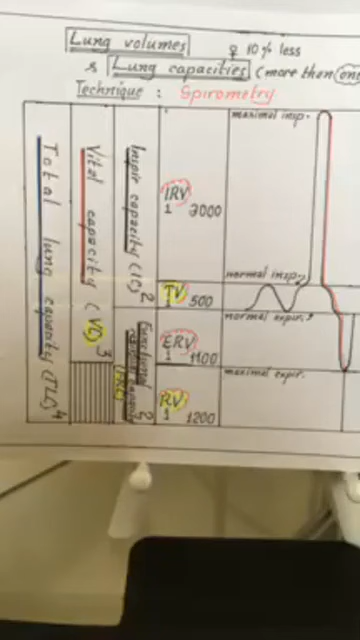 Lung volumes ♀ 10% less
& Lung capacities (more than one
Technique : Spirometry
maximal insp.
IRV
1 3000
normal insp.
TV 500
normal expir.
ERV
1 1100
maximal expir.
RV
1 1200
Inspir capacity (IC) 2
Functional
capacity
2
Vital capacity (VC) 3
Total lung capacity (TLC) 4